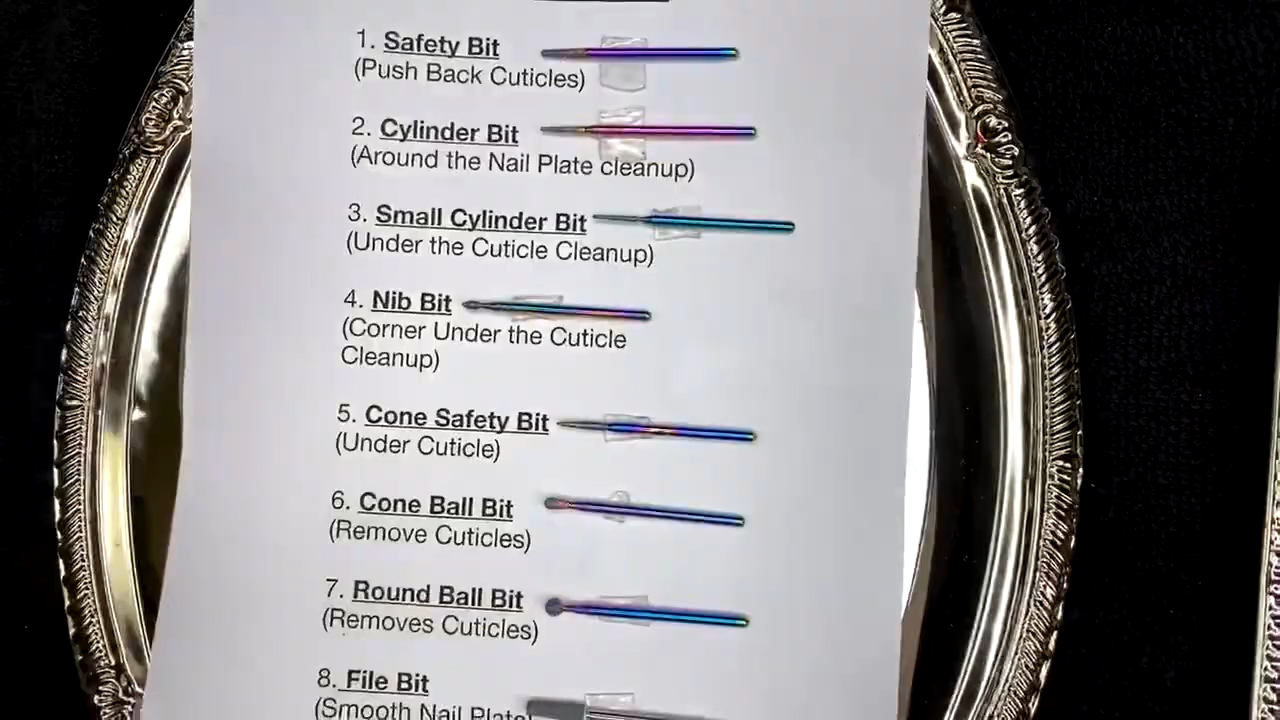 1. Safety Bit
(Push Back Cuticles)
2. Cylinder Bit
(Around the Nail Plate cleanup)
3. Small Cylinder Bit
(Under the Cuticle Cleanup)
4. Nib Bit
(Corner Under the Cuticle
Cleanup)
5. Cone Safety Bit
(Under Cuticle)
6. Cone Ball Bit
(Remove Cuticles)
7. Round Ball Bit
(Removes Cuticles)
8. File Bit
(Smooth Nail Plate)